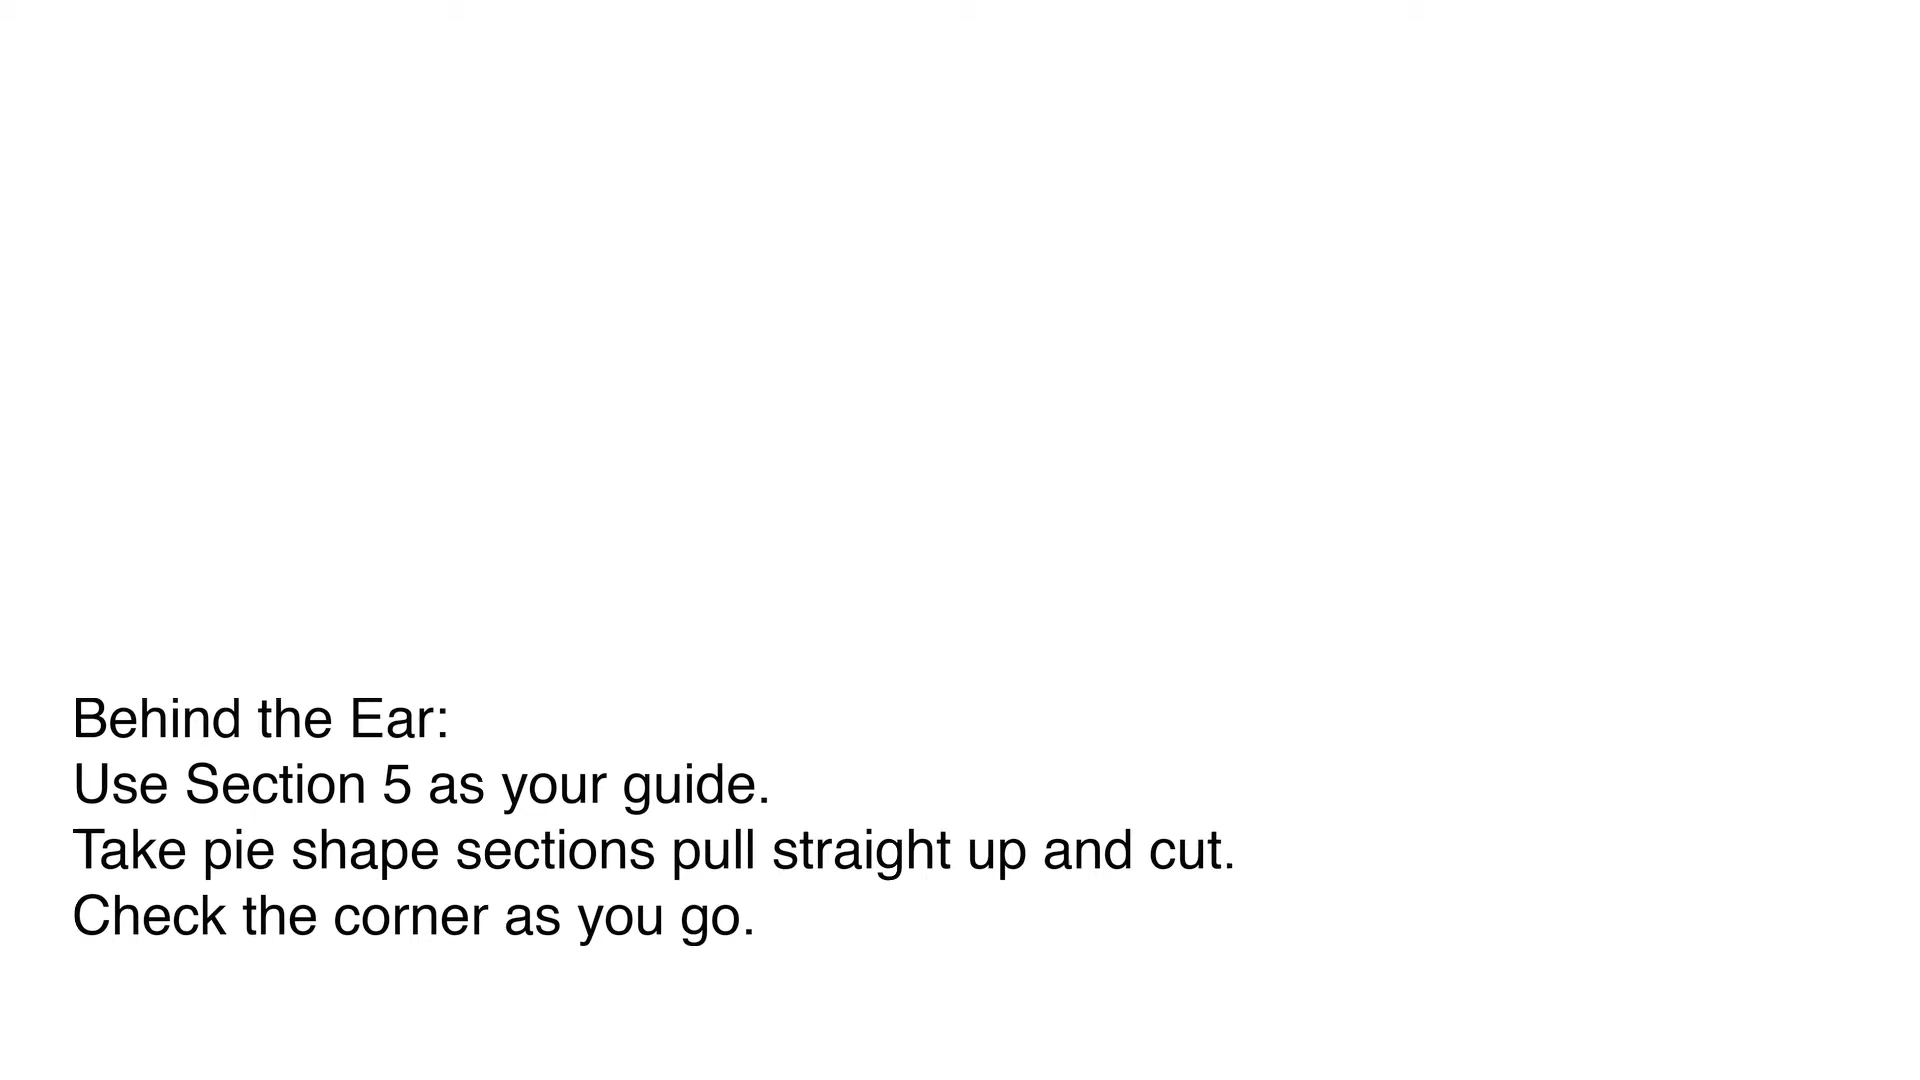 Behind the Ear:
Use Section 5 as your guide.
Take pie shape sections pull straight up and cut.
Check the corner as you go.